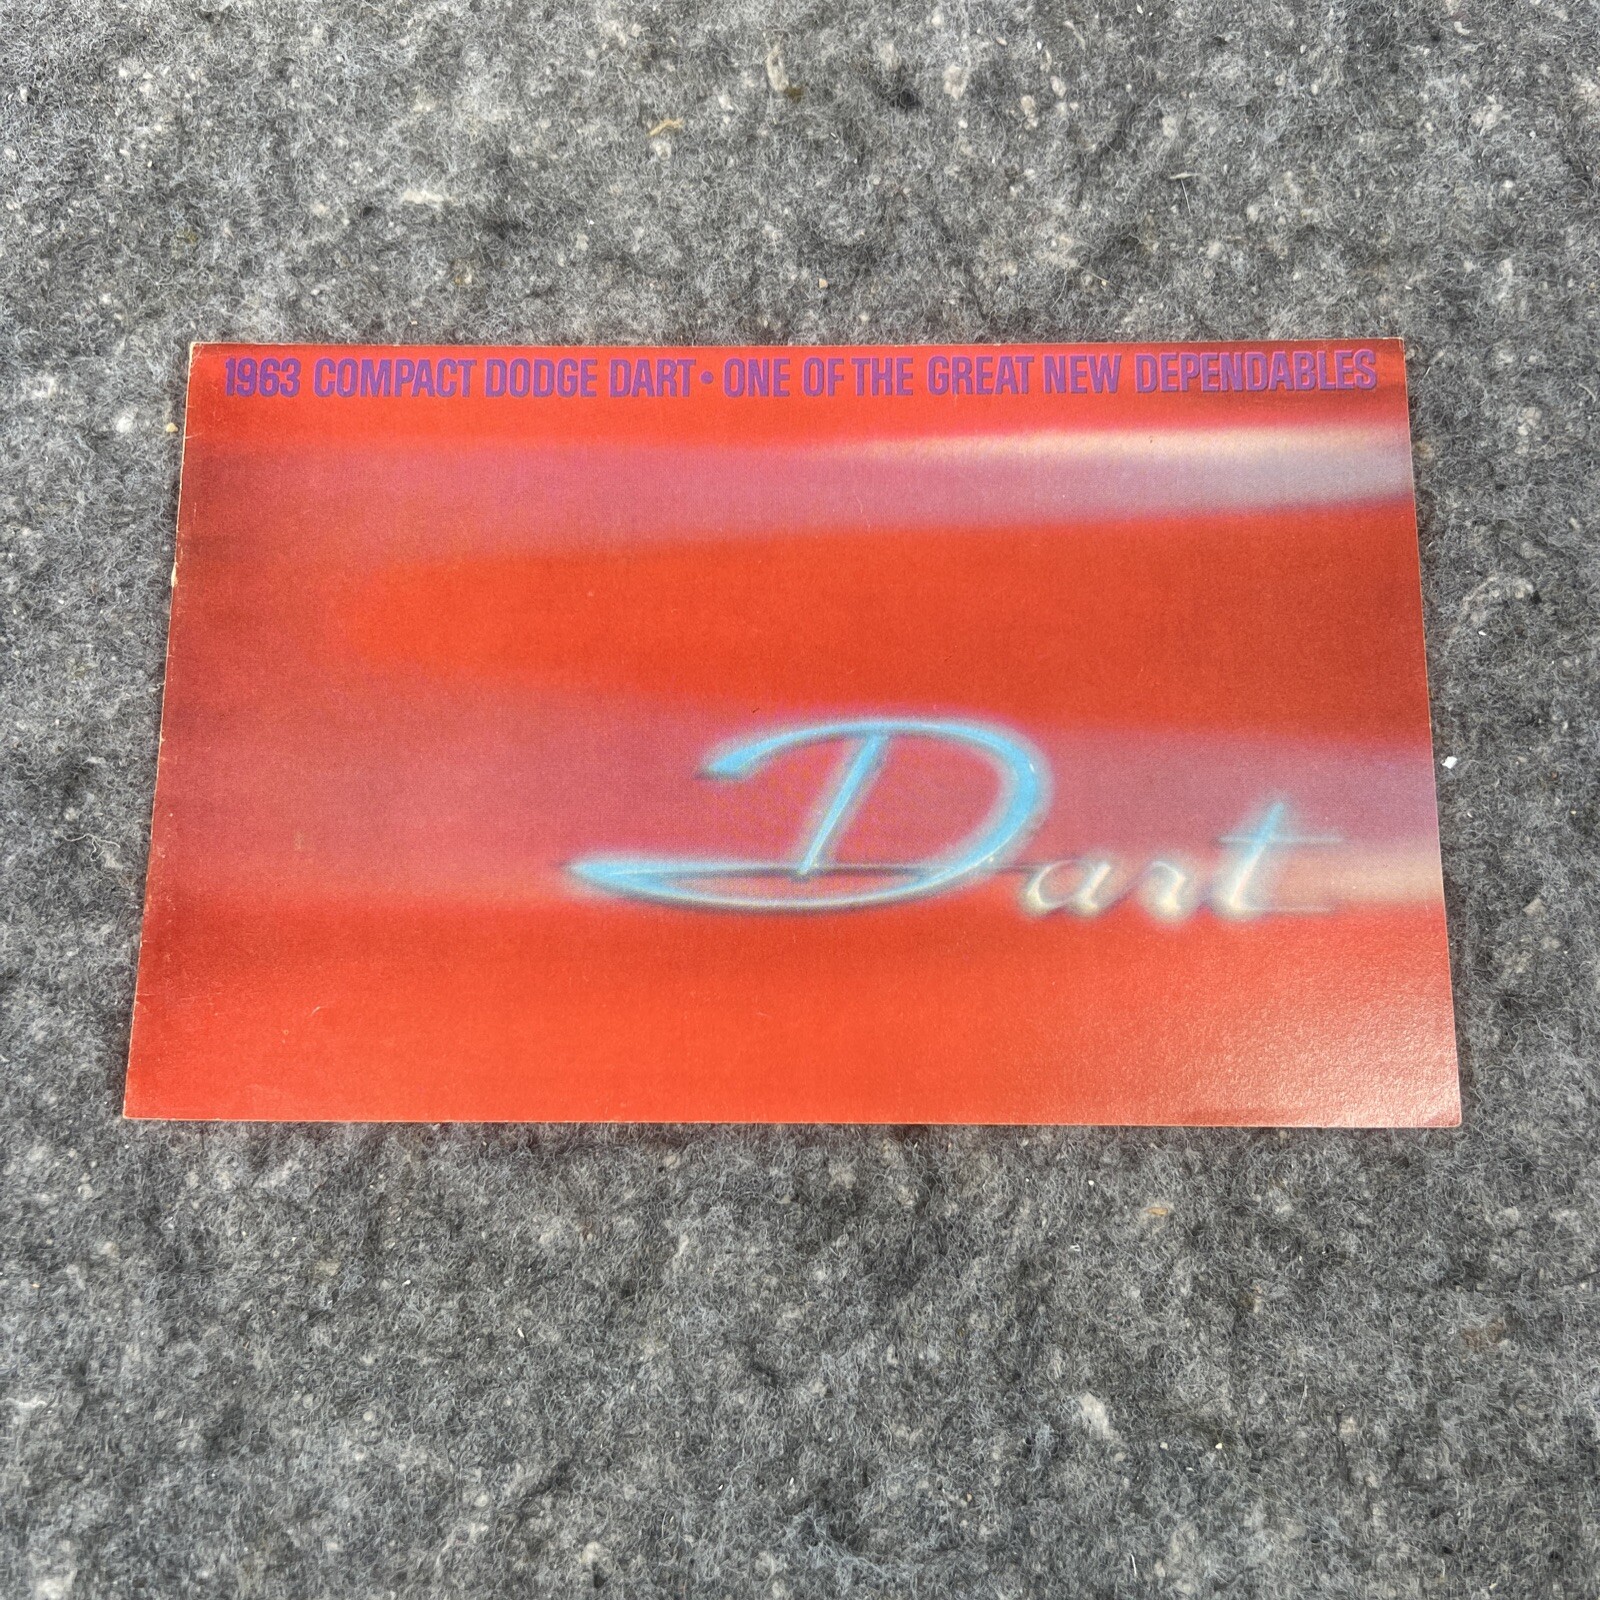 1963 COMPACT DODGE DART • ONE OF THE GREAT NEW DEPENDABLES
Dart